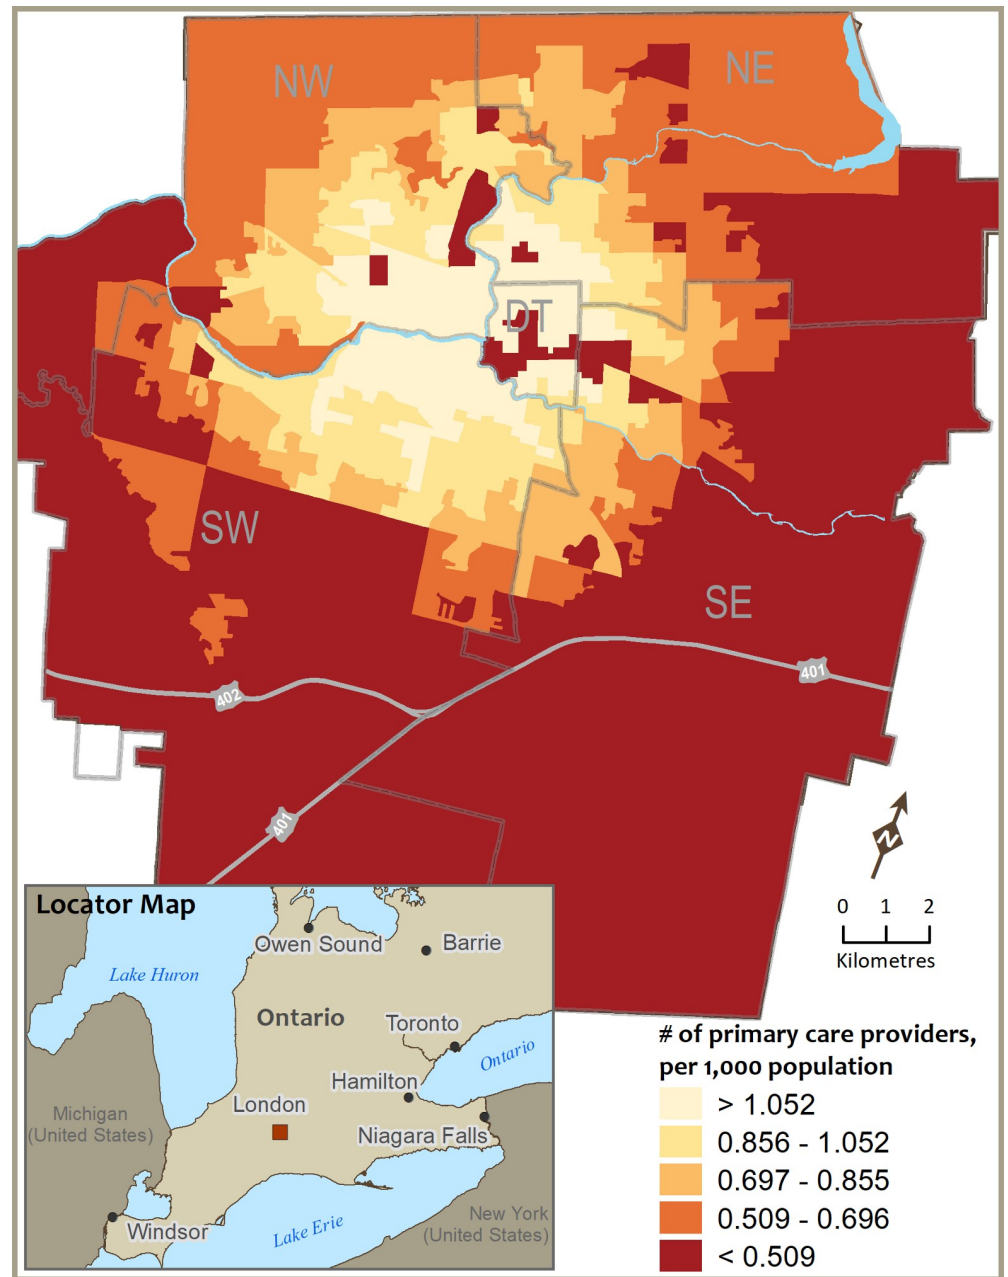 NW
NE
DT
SW
SE
402
401
401
N
0 1 2
Kilometres
Locator Map
Owen Sound
Barrie
Lake Huron
Ontario
Toronto
Ontario
Hamilton
London
Michigan
(United States)
Niagara Falls
Windsor
Lake Erie
New York
(United States)
# of primary care providers,
per 1,000 population
> 1.052
0.856 - 1.052
0.697 - 0.855
0.509 - 0.696
< 0.509